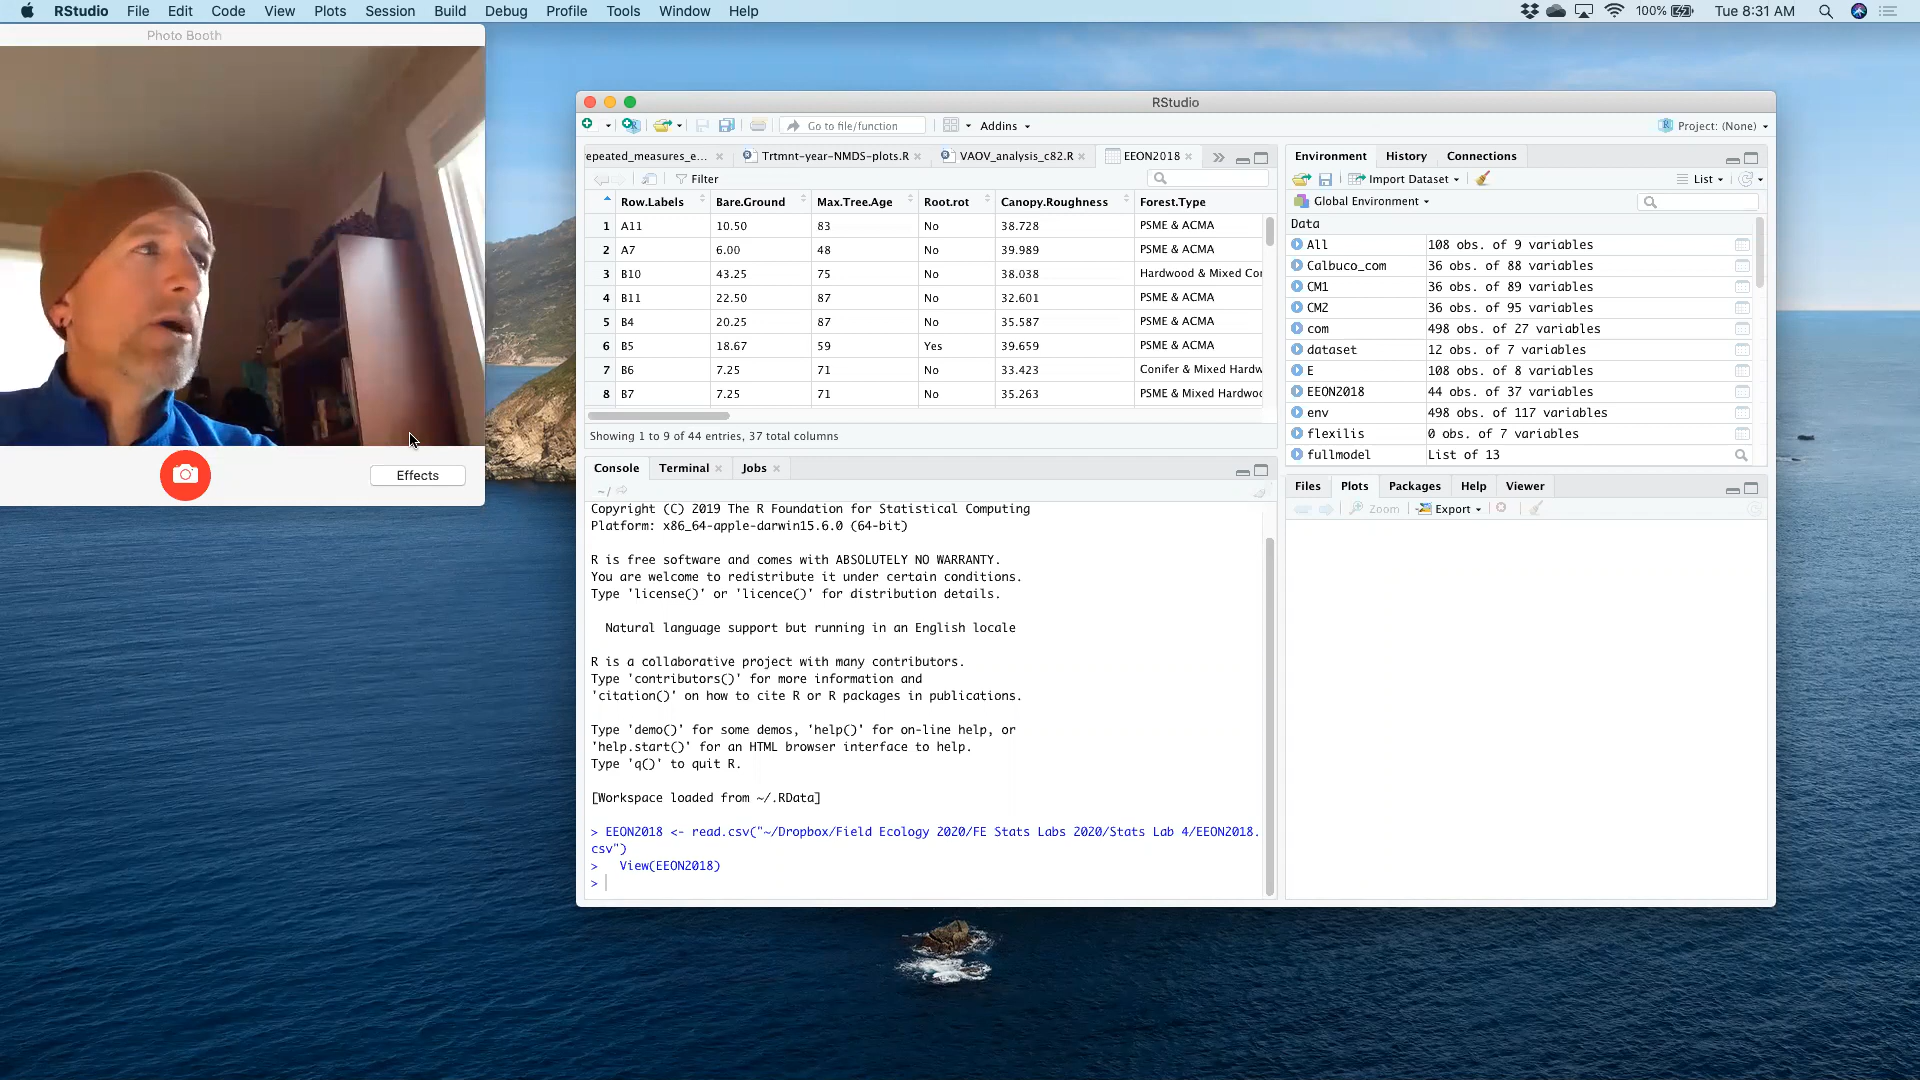 RStudio File Edit Code View Plots Session Build Debug Profile Tools Window Help 100% Tue 8:31 AM
Photo Booth
Effects
RStudio
Go to file/function Addins Project: (None)
epeated_measures_e... Trtmnt-year-NMDS-plots.R VAOV_analysis_c82.R EEON2018
Filter
Row.Labels Bare.Ground Max.Tree.Age Root.rot Canopy.Roughness Forest.Type
1 A11 10.50 83 No 38.728 PSME & ACMA
2 A7 6.00 48 No 39.989 PSME & ACMA
3 B10 43.25 75 No 38.038 Hardwood & Mixed Cor
4 B11 22.50 87 No 32.601 PSME & ACMA
5 B4 20.25 87 No 35.587 PSME & ACMA
6 B5 18.67 59 Yes 39.659 PSME & ACMA
7 B6 7.25 71 No 33.423 Conifer & Mixed Hardw
8 B7 7.25 71 No 35.263 PSME & Mixed Hardwoo
Showing 1 to 9 of 44 entries, 37 total columns
Console Terminal Jobs
~/
Copyright (C) 2019 The R Foundation for Statistical Computing
Platform: x86_64-apple-darwin15.6.0 (64-bit)
R is free software and comes with ABSOLUTELY NO WARRANTY.
You are welcome to redistribute it under certain conditions.
Type 'license()' or 'licence()' for distribution details.
Natural language support but running in an English locale
R is a collaborative project with many contributors.
Type 'contributors()' for more information and
'citation()' on how to cite R or R packages in publications.
Type 'demo()' for some demos, 'help()' for on-line help, or
'help.start()' for an HTML browser interface to help.
Type 'q()' to quit R.
[Workspace loaded from ~/.RData]
> EEON2018 <- read.csv("~/Dropbox/Field Ecology 2020/FE Stats Labs 2020/Stats Lab 4/EEON2018.
csv")
> View(EEON2018)
>
Environment History Connections
Import Dataset List
Global Environment
Data
All 108 obs. of 9 variables
Calbuco_com 36 obs. of 88 variables
CM1 36 obs. of 89 variables
CM2 36 obs. of 95 variables
com 498 obs. of 27 variables
dataset 12 obs. of 7 variables
E 108 obs. of 8 variables
EEON2018 44 obs. of 37 variables
env 498 obs. of 117 variables
flexilis 0 obs. of 7 variables
fullmodel List of 13
Files Plots Packages Help Viewer
Zoom Export